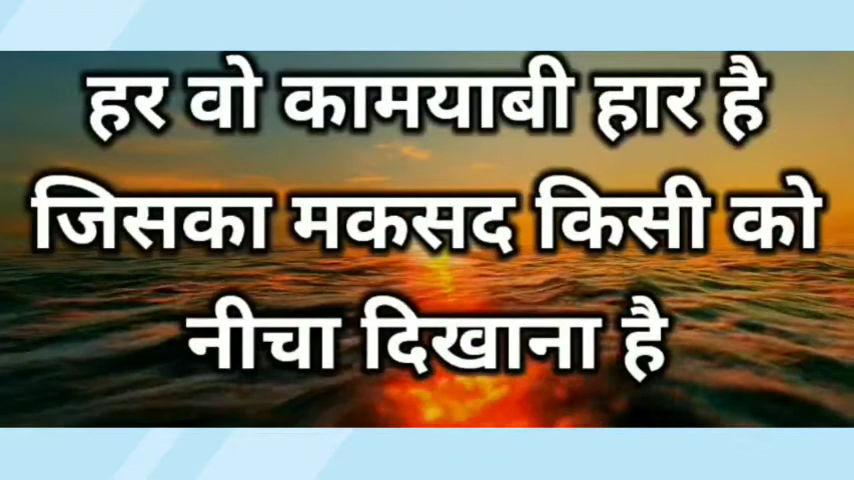 हर वो कामयाबी हार है
जिसका मकसद किसी को
नीचा दिखाना है